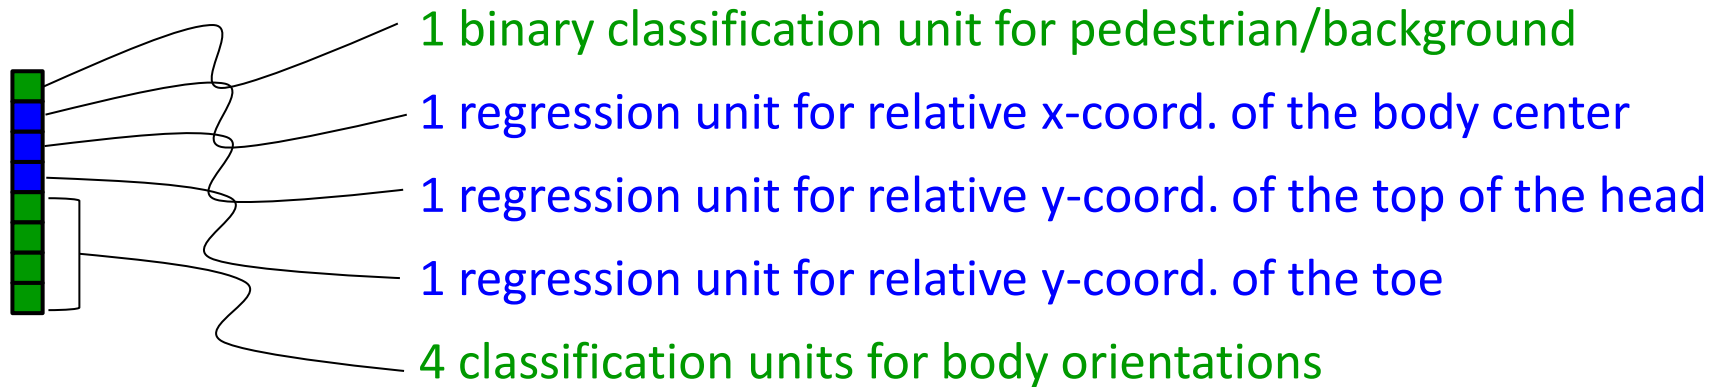 1 binary classification unit for pedestrian/background
1 regression unit for relative x-coord. of the body center
1 regression unit for relative y-coord. of the top of the head
1 regression unit for relative y-coord. of the toe
4 classification units for body orientations